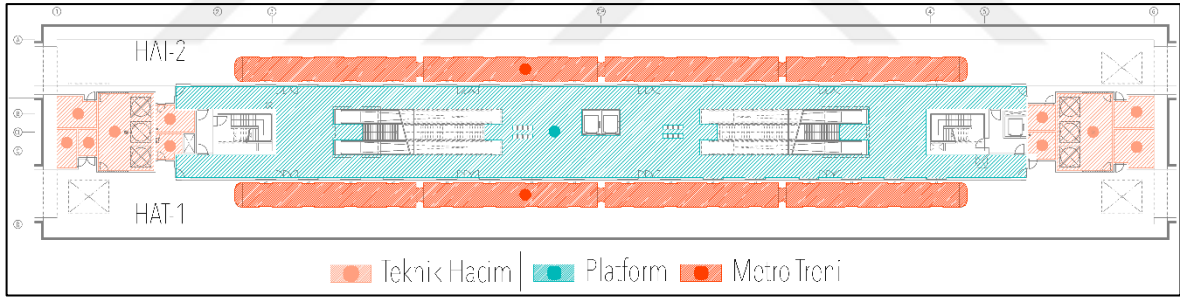 HAT-2
HAT-1
Teknik Hacim
Platform
Metro Treni